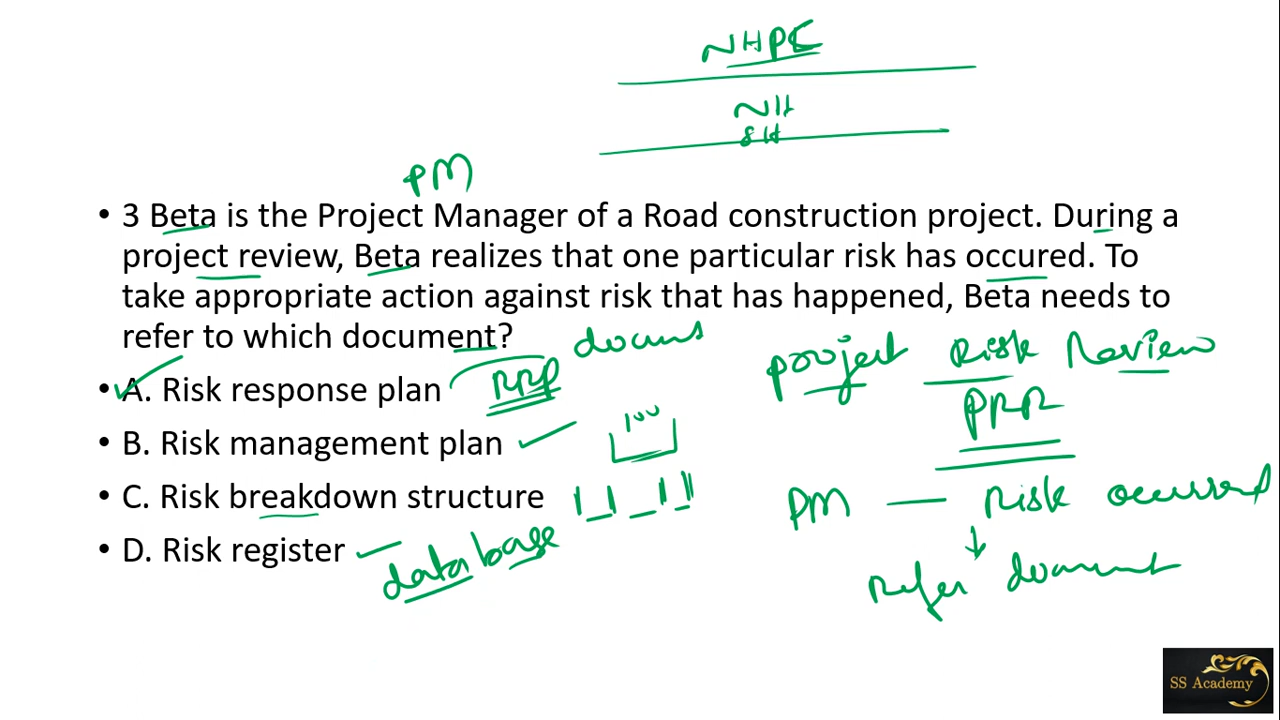 NHPC
NH
SH
PM
• 3 Beta is the Project Manager of a Road construction project. During a
project review, Beta realizes that one particular risk has occured. To
take appropriate action against risk that has happened, Beta needs to
refer to which document?
• A. Risk response plan
RRP
project Risk Review
PRR
• B. Risk management plan
100
• C. Risk breakdown structure
PM — Risk occurred
• D. Risk register
database
Refer document
SS Academy